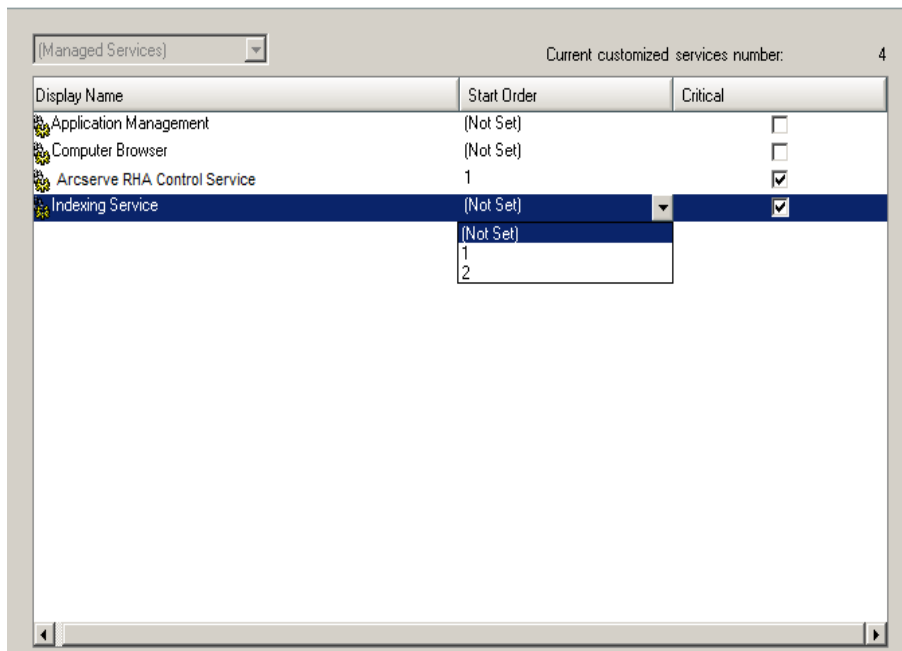 (Managed Services) Current customized services number: 4
Display Name Start Order Critical
Application Management (Not Set)
Computer Browser (Not Set)
Arcserve RHA Control Service 1
Indexing Service (Not Set)
(Not Set)
1
2